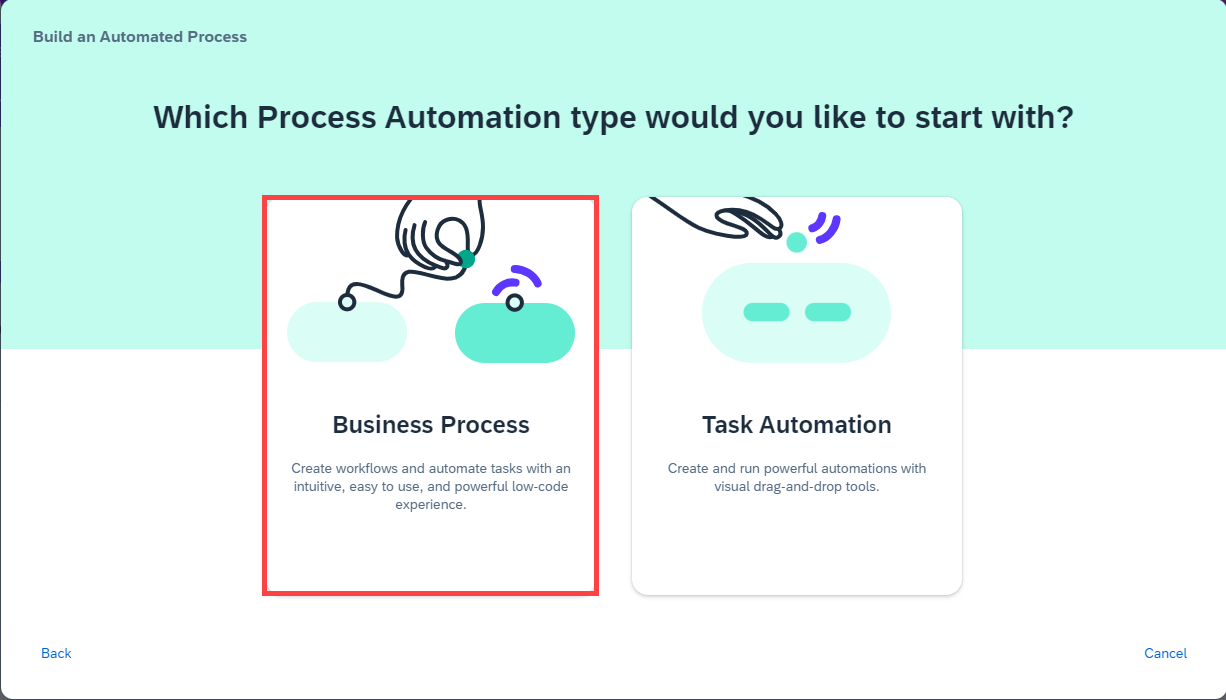 Build an Automated Process
Which Process Automation type would you like to start with?
Business Process
Create workflows and automate tasks with an
intuitive, easy to use, and powerful low-code
experience.
Task Automation
Create and run powerful automations with
visual drag-and-drop tools.
Back
Cancel